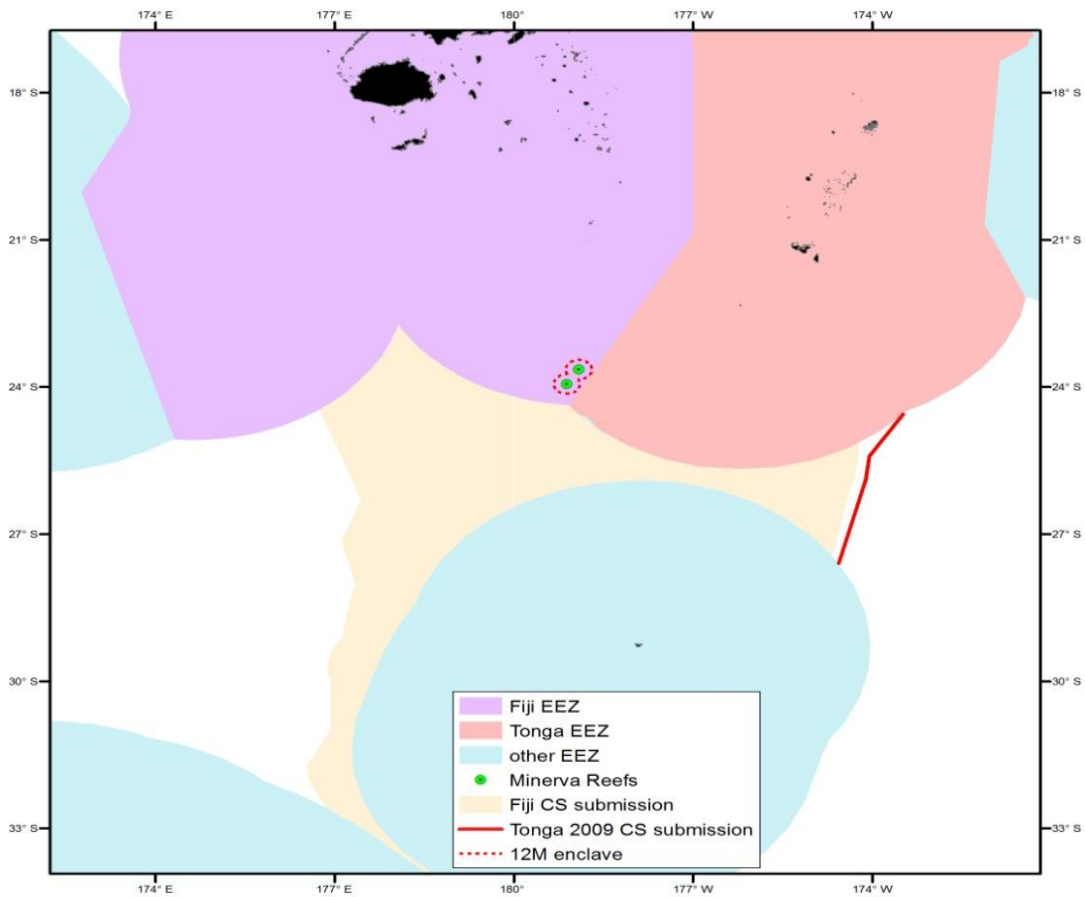 174° E 177° E 180° 177° W 174° W
18° S 18° S
21° S 21° S
24° S 24° S
27° S 27° S
30° S 30° S
Fiji EEZ
Tonga EEZ
other EEZ
Minerva Reefs
Fiji CS submission
Tonga 2009 CS submission
12M enclave
33° S 33° S
174° E 177° E 180° 177° W 174° W